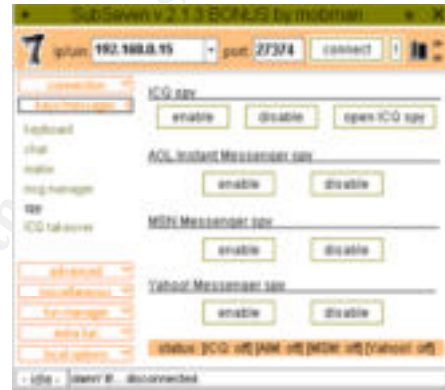 SubSeven v 2.1.3 BONUS by mobman
ip/uin: 192.168.0.15 port: 27374 connect
connection
keys/messages
keyboard
chat
matrix
msg manager
spy
ICQ takeover
advanced
miscellaneous
fun manager
extra fun
local options
ICQ spy
enable disable open ICQ spy
AOL Instant Messenger spy
enable disable
MSN Messenger spy
enable disable
Yahoo! Messenger spy
enable disable
status: [ICQ: off] [AIM: off] [MSM: off] [Yahoo!: off]
- idle - disconnected.